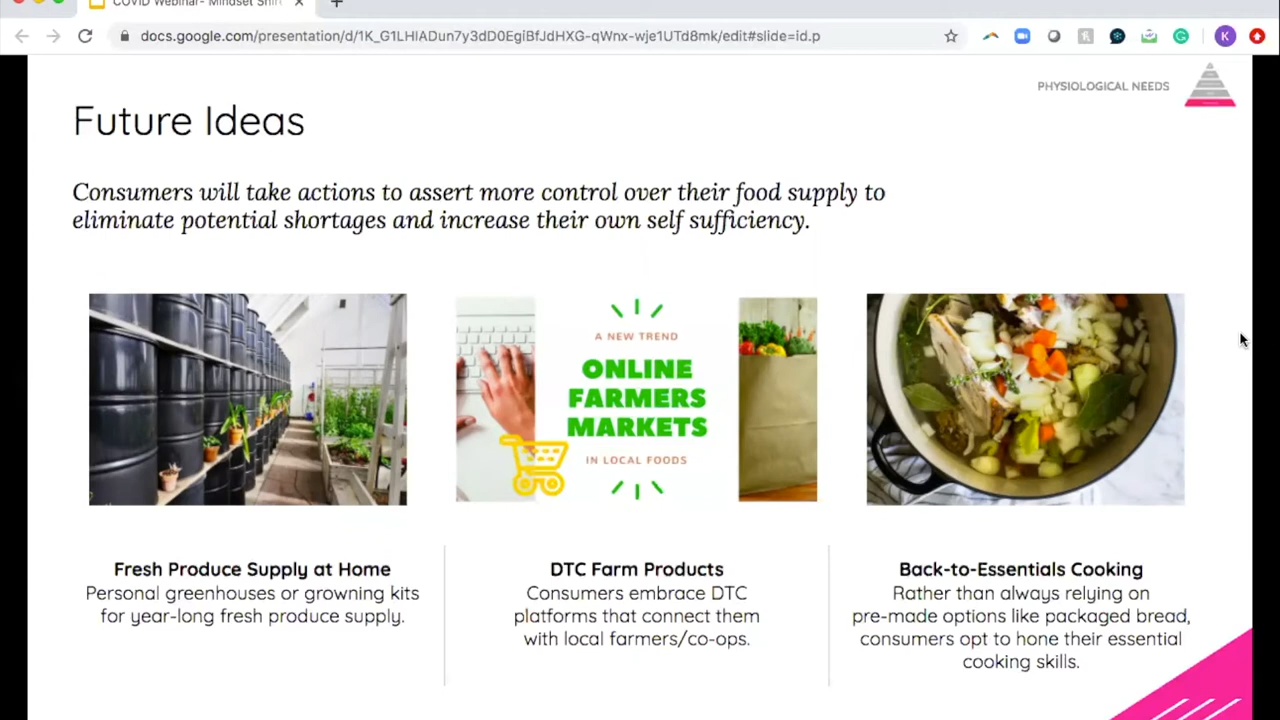 COVID Webinar- Mindset Shift
docs.google.com/presentation/d/1K_G1LHlADun7y3dD0EgiBfJdHXG-qWnx-wje1UTd8mk/edit#slide=id.p
K
PHYSIOLOGICAL NEEDS
Future Ideas
Consumers will take actions to assert more control over their food supply to
eliminate potential shortages and increase their own self sufficiency.
A NEW TREND
ONLINE
FARMERS
MARKETS
IN LOCAL FOODS
Fresh Produce Supply at Home
Personal greenhouses or growning kits
for year-long fresh produce supply.
DTC Farm Products
Consumers embrace DTC
platforms that connect them
with local farmers/co-ops.
Back-to-Essentials Cooking
Rather than always relying on
pre-made options like packaged bread,
consumers opt to hone their essential
cooking skills.